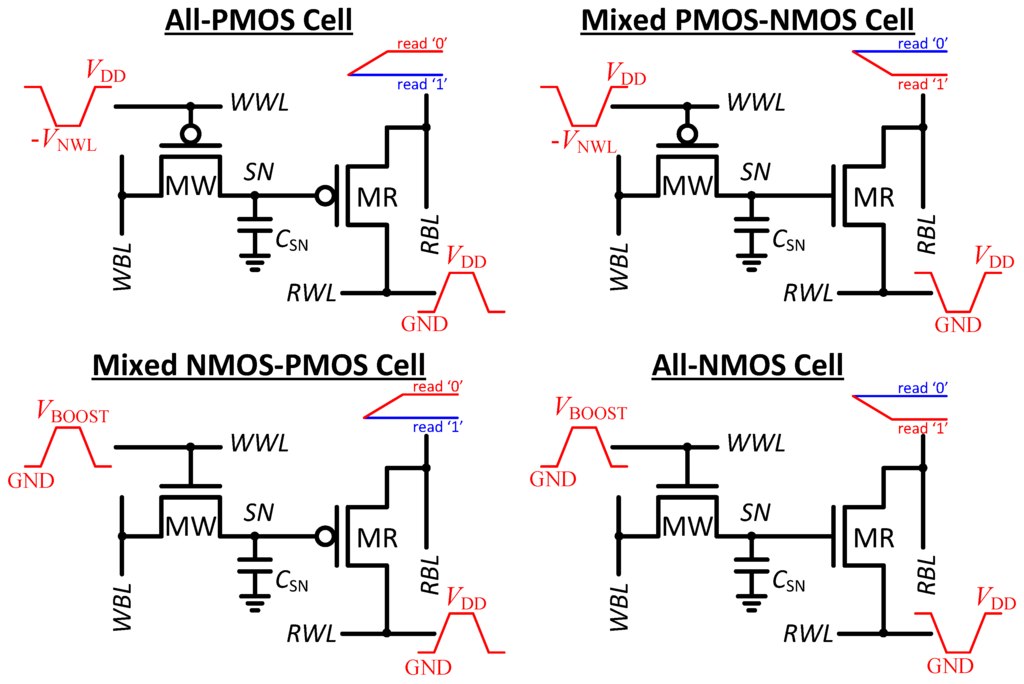 All-PMOS Cell
read '0'
read '1'
VDD
-VNWL
WWL
MW
SN
CSN
MR
WBL
RBL
RWL
VDD
GND
Mixed PMOS-NMOS Cell
read '0'
read '1'
VDD
-VNWL
WWL
MW
SN
CSN
MR
WBL
RBL
RWL
VDD
GND
Mixed NMOS-PMOS Cell
read '0'
read '1'
VBOOST
GND
WWL
MW
SN
CSN
MR
WBL
RBL
RWL
VDD
GND
All-NMOS Cell
read '0'
read '1'
VBOOST
GND
WWL
MW
SN
CSN
MR
WBL
RBL
RWL
VDD
GND